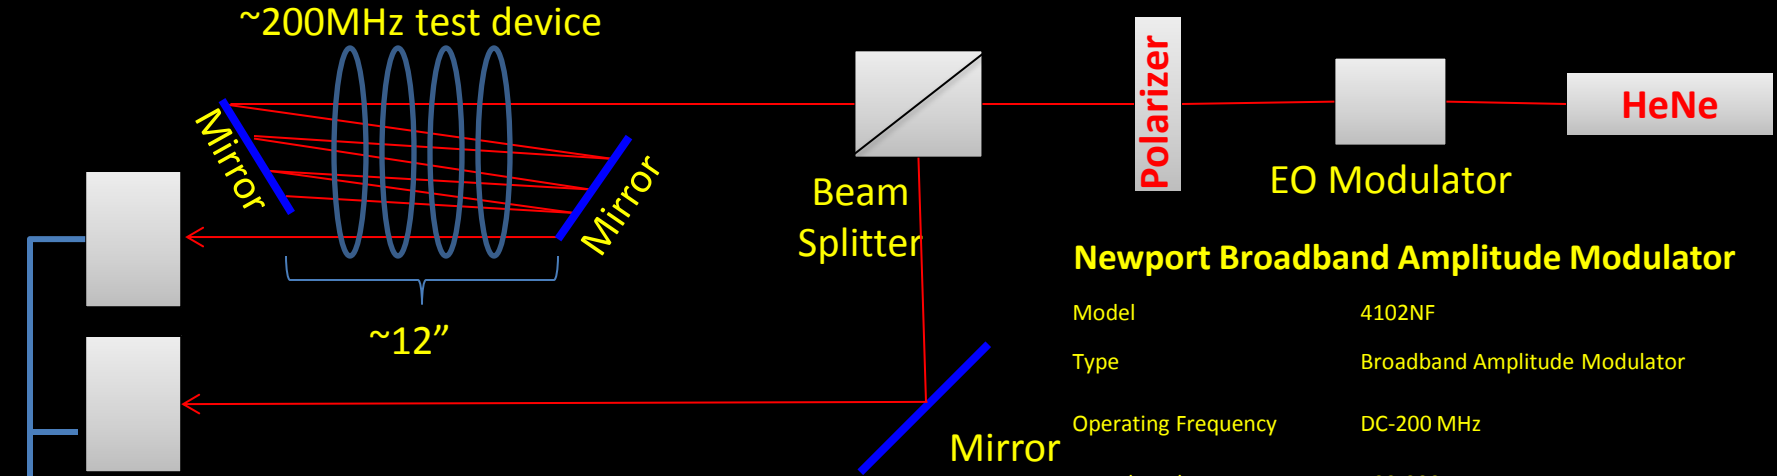 ~200MHz test device
Polarizer
HeNe
Mirror
Mirror
EO Modulator
Beam
Splitter
Newport Broadband Amplitude Modulator
Model 4102NF
~12”
Type Broadband Amplitude Modulator
Operating Frequency DC-200 MHz
Mirror